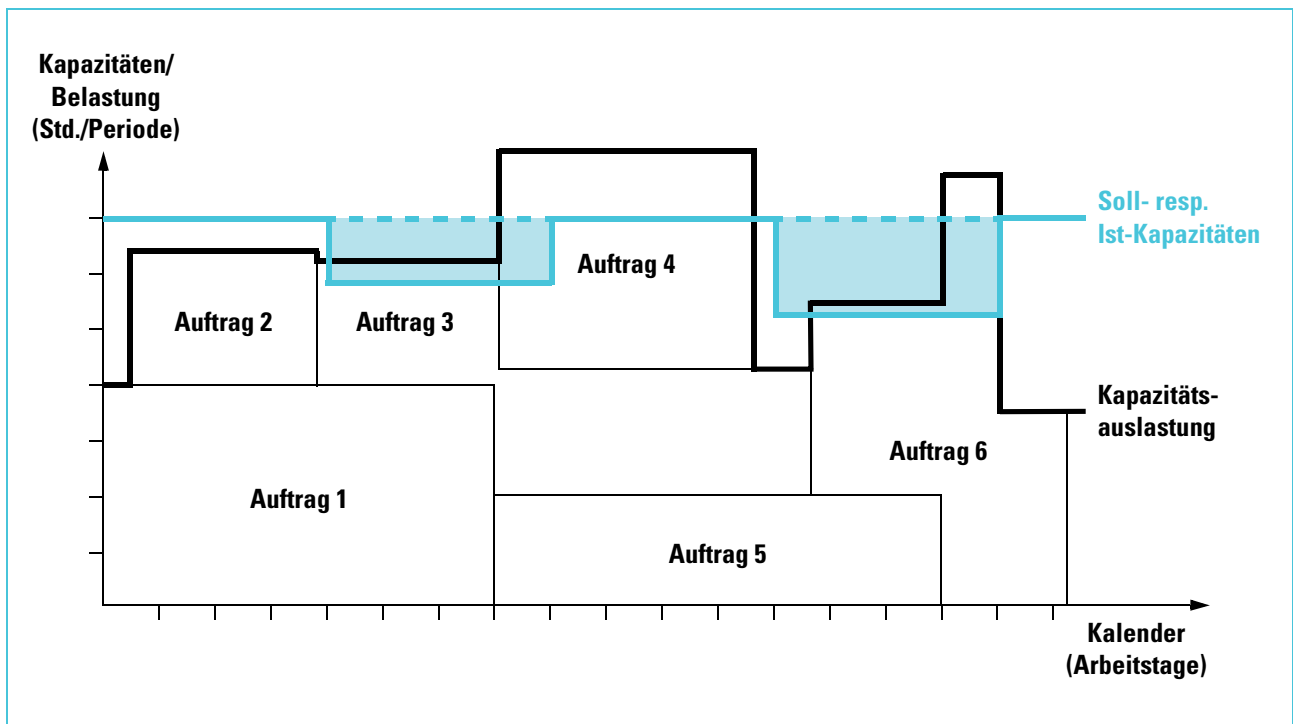 Kapazitäten/
Belastung
(Std./Periode)
Soll- resp.
Ist-Kapazitäten
Auftrag 4
Auftrag 2
Auftrag 3
Kapazitäts-
auslastung
Auftrag 6
Auftrag 1
Auftrag 5
Kalender
(Arbeitstage)